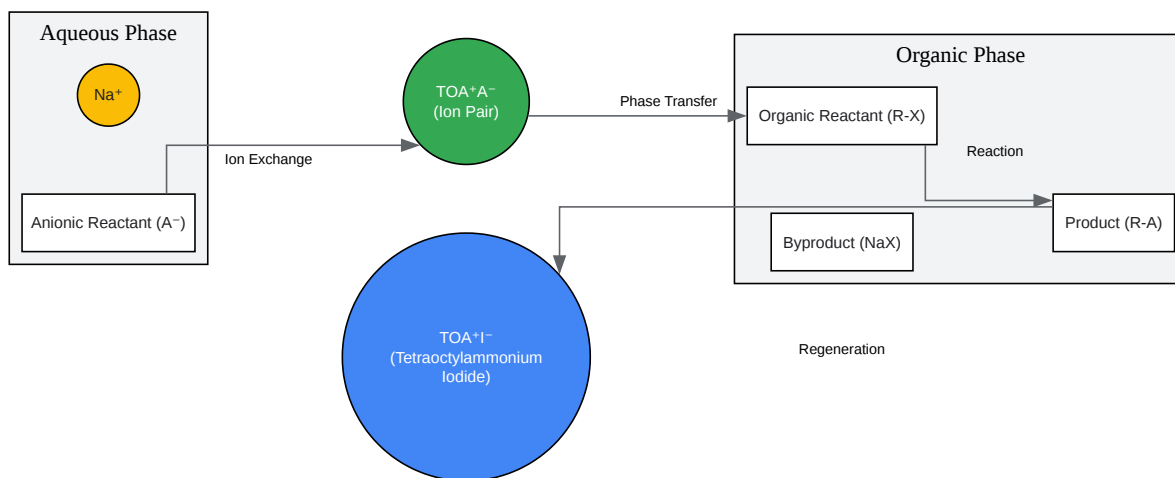 Aqueous Phase
Na⁺
Anionic Reactant (A⁻)
Ion Exchange
TOA⁺A⁻
(Ion Pair)
Phase Transfer
Organic Phase
Organic Reactant (R-X)
Reaction
Product (R-A)
Byproduct (NaX)
TOA⁺I⁻
(Tetraoctylammonium
Iodide)
Regeneration